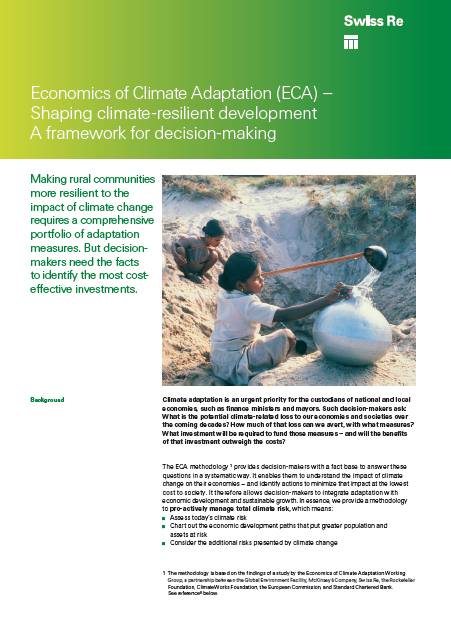 Swiss Re
Economics of Climate Adaptation (ECA) –
Shaping climate-resilient development
A framework for decision-making
Making rural communities
more resilient to the
impact of climate change
requires a comprehensive
portfolio of adaptation
measures. But decision-
makers need the facts
to identify the most cost-
effective investments.
Background
Climate adaptation is an urgent priority for the custodians of national and local
economies, such as finance ministers and mayors. Such decision-makers ask:
What is the potential climate-related loss to our economies and societies over
the coming decades? How much of that loss can we avert, with what measures?
What investment will be required to fund those measures – and will the benefits
of that investment outweigh the costs?
The ECA methodology ¹ provides decision-makers with a fact base to answer these
questions in a systematic way. It enables them to understand the impact of climate
change on their economies – and identify actions to minimize that impact at the lowest
cost to society. It therefore allows decision-makers to integrate adaptation with
economic development and sustainable growth. In essence, we provide a methodology
to pro-actively manage total climate risk, which means:
■ Assess today's climate risk
■ Chart out the economic development paths that put greater population and
assets at risk
■ Consider the additional risks presented by climate change
1 The methodology is based on the findings of a study by the Economics of Climate Adaptation Working
Group, a partnership between the Global Environment Facility, McKinsey & Company, Swiss Re, the Rockefeller
Foundation, ClimateWorks Foundation, the European Commission, and Standard Chartered Bank.
See reference⁶ below.